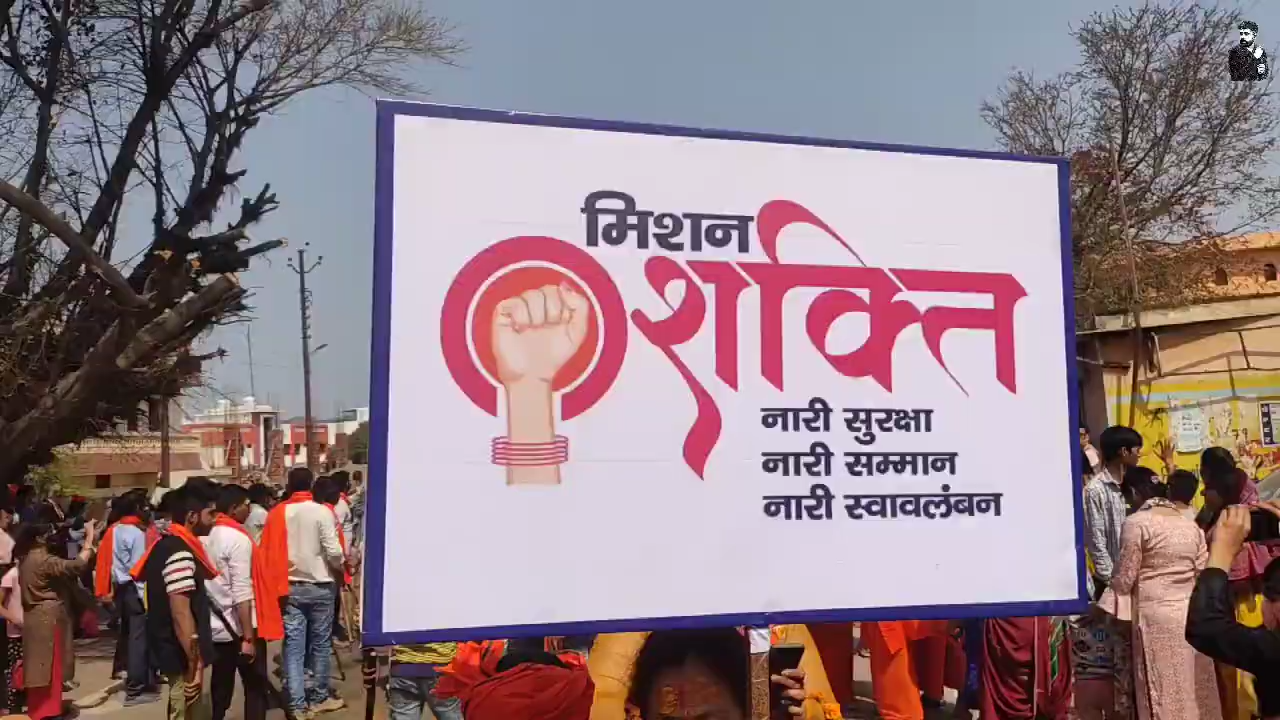 मिशन
शक्ति
नारी सुरक्षा
नारी सम्मान
नारी स्वावलंबन